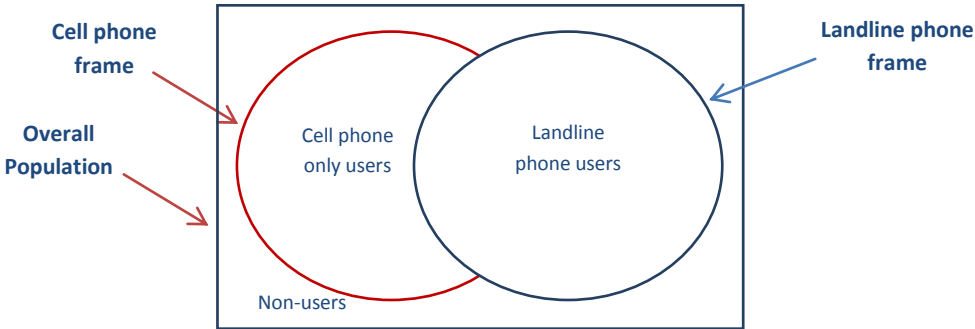 Cell phone
frame
Landline phone
frame
Overall
Population
Cell phone
only users
Landline
phone users
Non-users